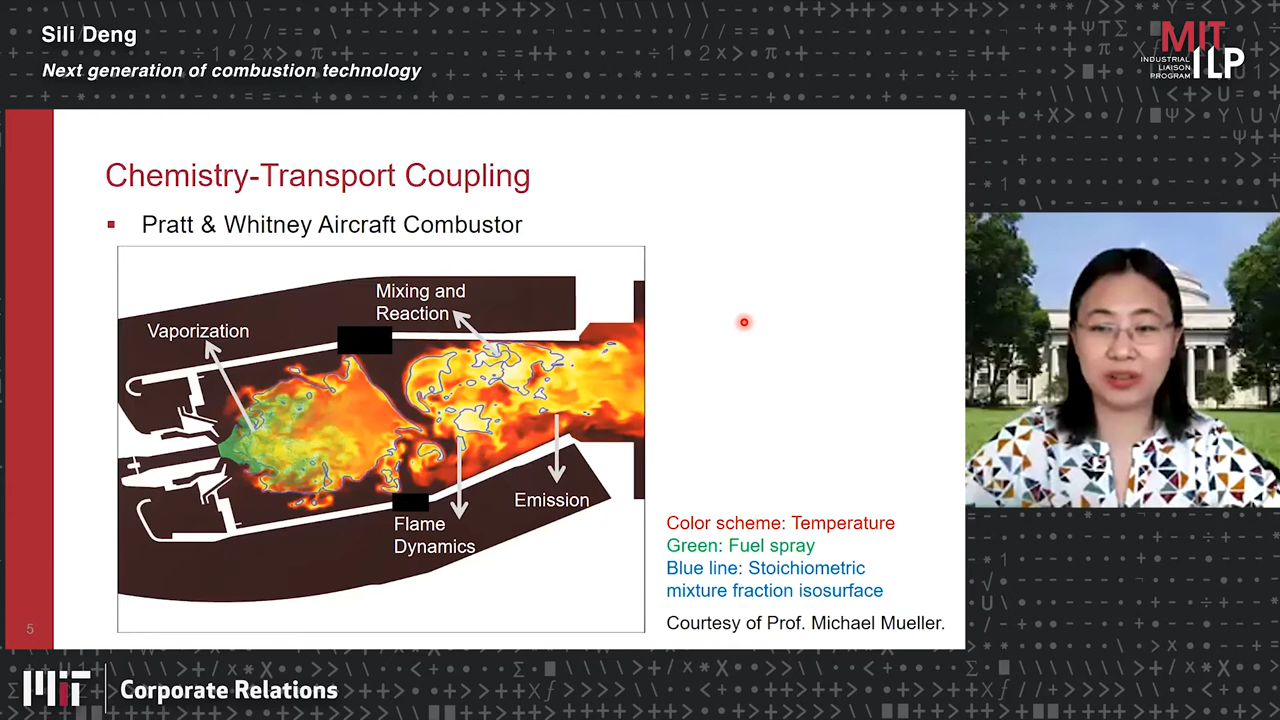 Sili Deng
Next generation of combustion technology
MIT
INDUSTRIAL
LIAISON
PROGRAM
ILP
Chemistry-Transport Coupling
Pratt & Whitney Aircraft Combustor
Mixing and
Reaction
Vaporization
Emission
Flame
Dynamics
Color scheme: Temperature
Green: Fuel spray
Blue line: Stoichiometric
mixture fraction isosurface
Courtesy of Prof. Michael Mueller.
5
MIT
Corporate Relations